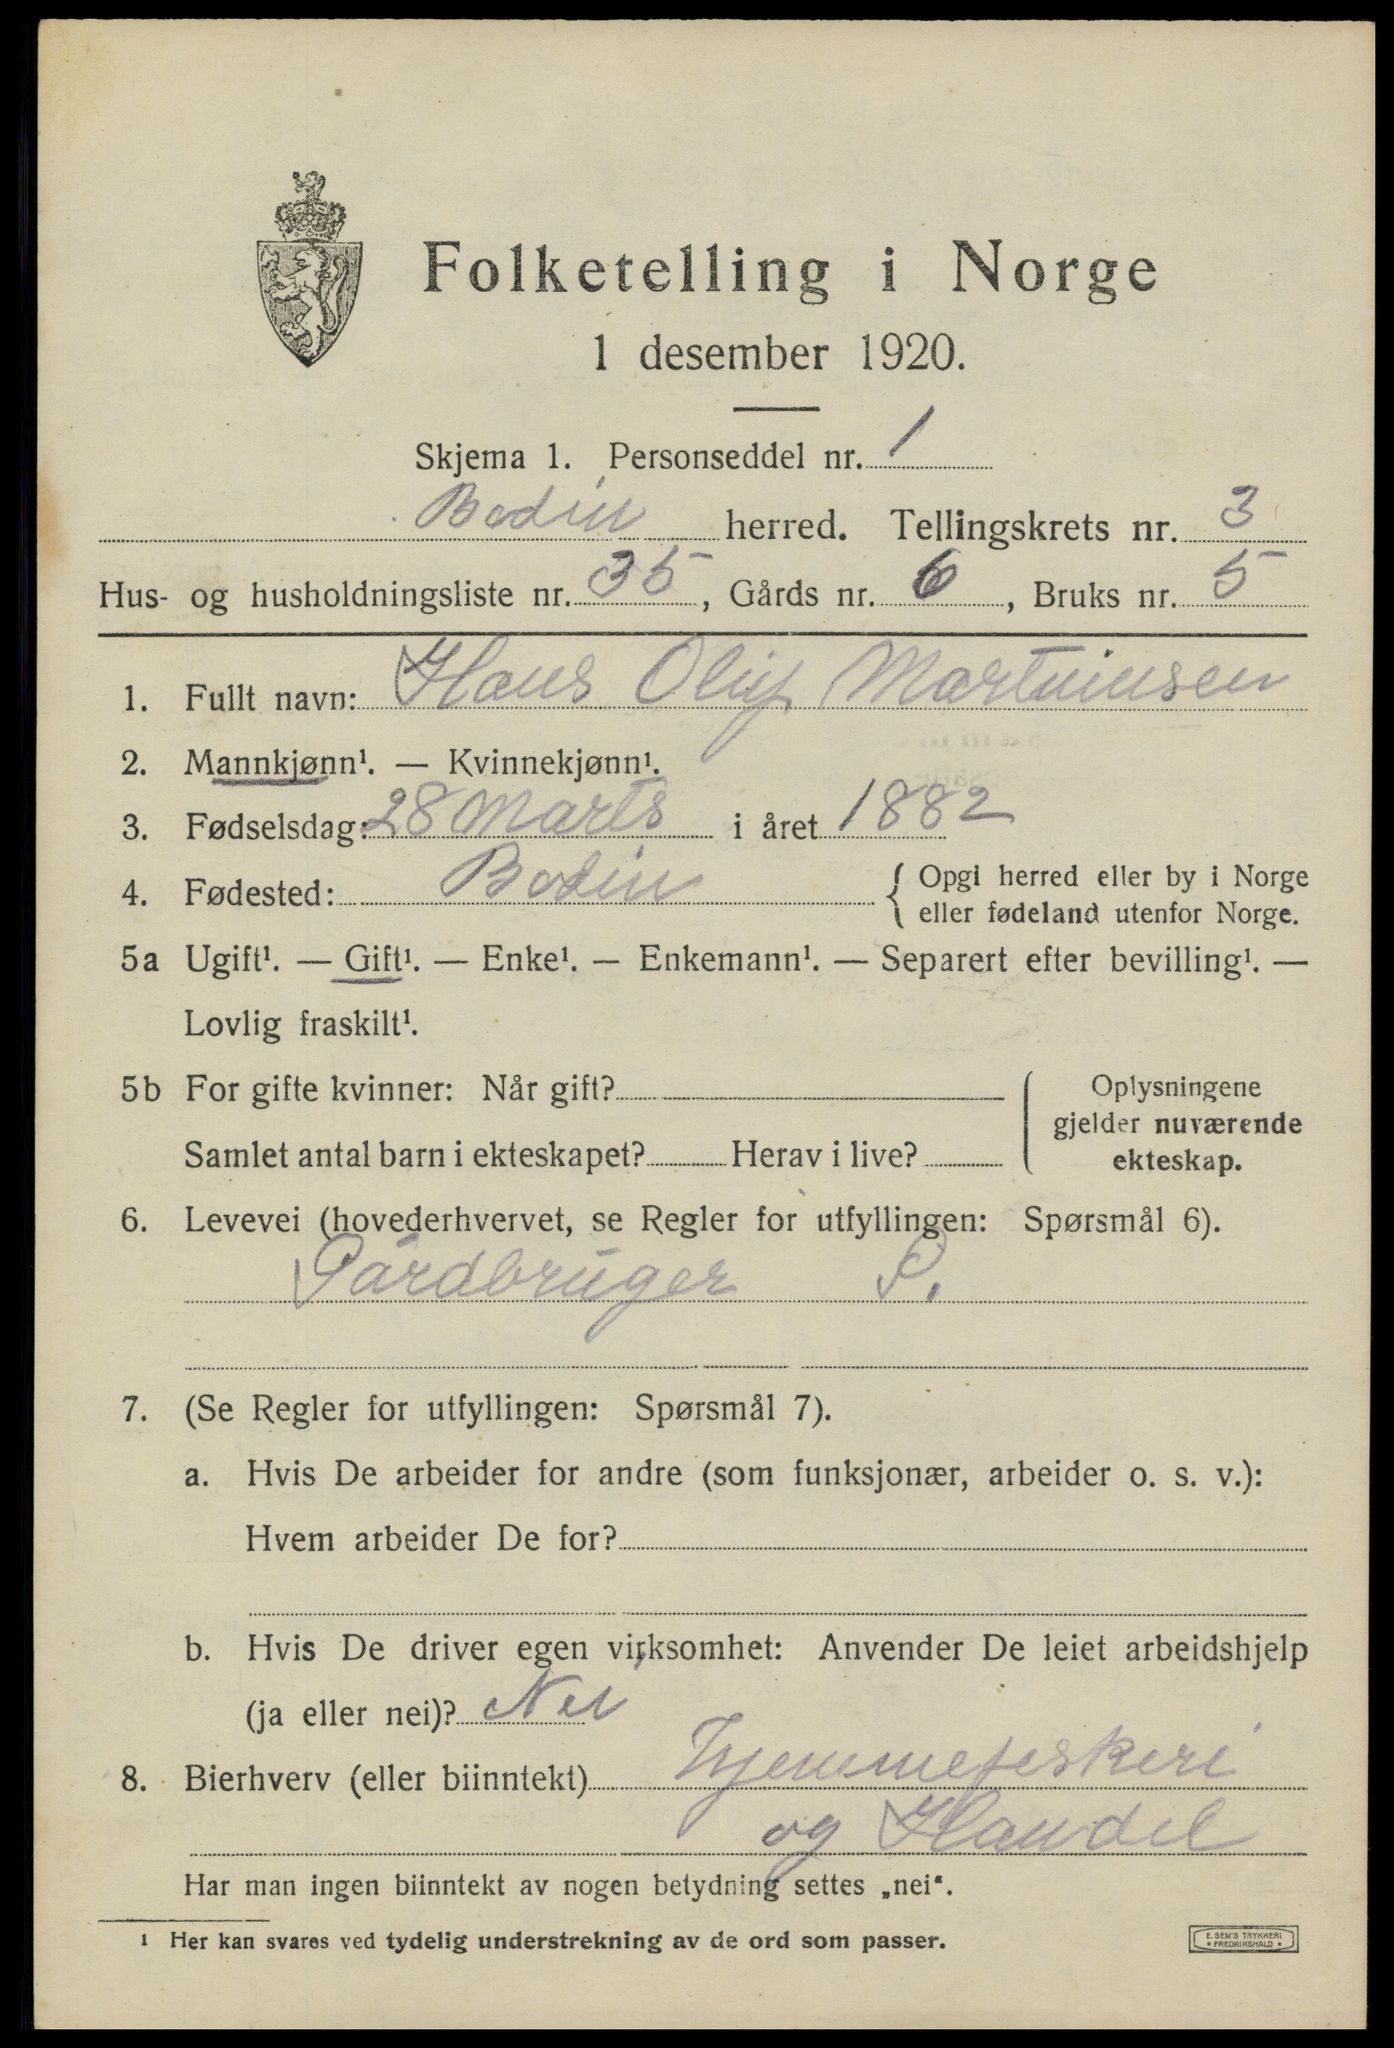 Folketelling i Norge
1 desember 1920.
Skjema 1. Personseddel nr. 1
Bodin herred. Tellingskrets nr. 3
Hus- og husholdningsliste nr. 35, Gårds nr. 6, Bruks nr. 5
1. Fullt navn: Hans Oluf Martinusen
2. Mannkjønn¹. — Kvinnekjønn¹.
3. Fødselsdag: 28 Marts i året 1882
4. Fødested: Bodin { Opgi herred eller by i Norge
eller fødeland utenfor Norge.
5a Ugift¹. — Gift¹. — Enke¹. — Enkemann¹. — Separert efter bevilling¹. —
Lovlig fraskilt¹.
5b For gifte kvinner: Når gift?
Samlet antal barn i ekteskapet? Herav i live?
Oplysningene
gjelder nuværende
ekteskap.
6. Levevei (hovederhvervet, se Regler for utfyllingen: Spørsmål 6).
Gårdbruger S.
7. (Se Regler for utfyllingen: Spørsmål 7).
a. Hvis De arbeider for andre (som funksjonær, arbeider o. s. v.):
Hvem arbeider De for?
b. Hvis De driver egen virksomhet: Anvender De leiet arbeidshjelp
(ja eller nei)? Nei
8. Bierhverv (eller biinntekt) Hjemmefeskeri
og Handel
Har man ingen biinntekt av nogen betydning settes „nei“.
¹ Her kan svares ved tydelig understrekning av de ord som passer.
E. SEM'S TRYKKERI
• FREDRIKSHALD •